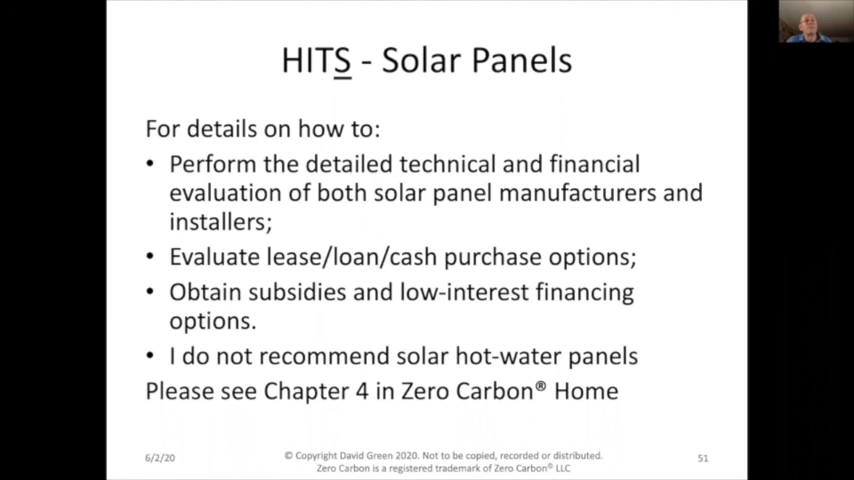 HITS - Solar Panels
For details on how to:
• Perform the detailed technical and financial
evaluation of both solar panel manufacturers and
installers;
• Evaluate lease/loan/cash purchase options;
• Obtain subsidies and low-interest financing
options.
• I do not recommend solar hot-water panels
Please see Chapter 4 in Zero Carbon® Home
6/2/20
© Copyright David Green 2020. Not to be copied, recorded or distributed.
Zero Carbon is a registered trademark of Zero Carbon® LLC
51